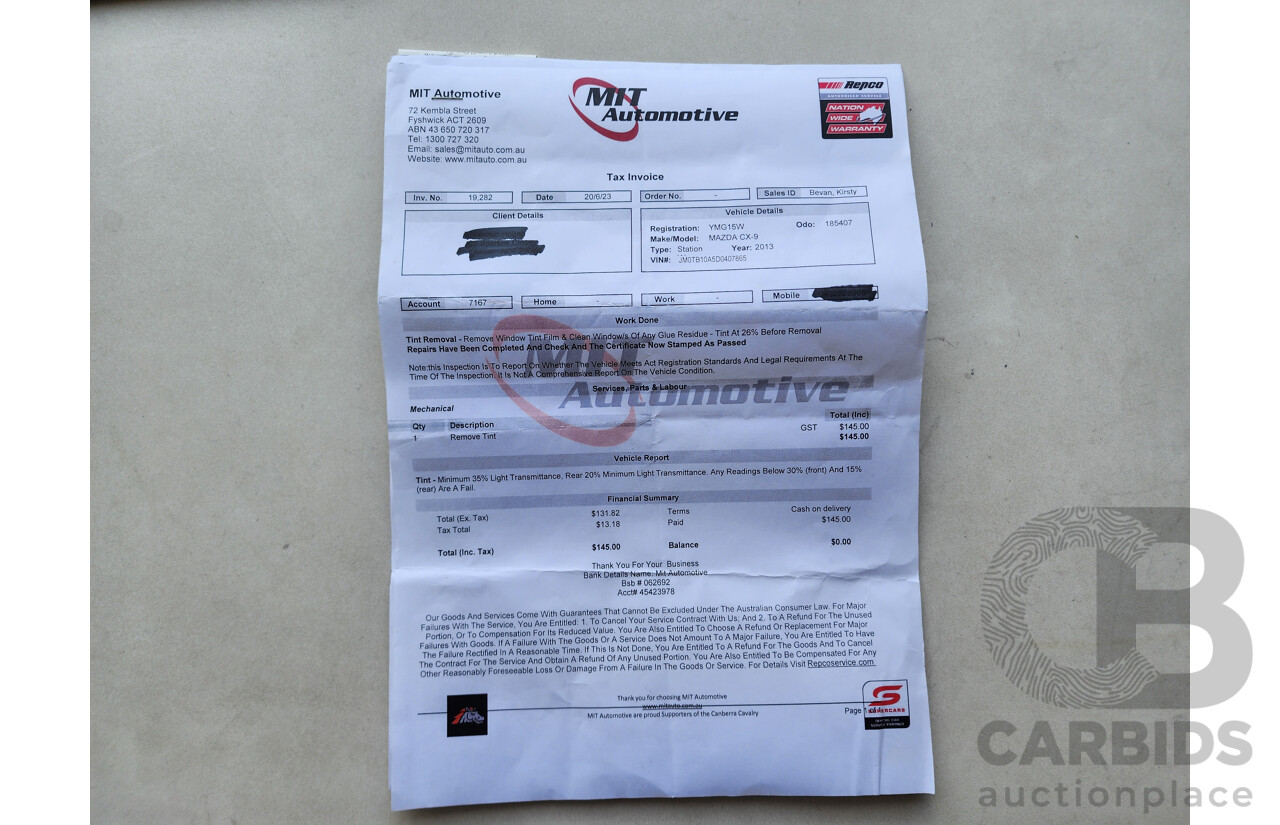 MIT Automotive
72 Kembla Street
Fyshwick ACT 2609
ABN 43 650 720 317
Tel: 1300 727 320
Email: sales@mitauto.com.au
Website: www.mitauto.com.au
MIT
Automotive
Repco
AUTHORISED SERVICE
NATION
WIDE
WARRANTY
Tax Invoice
Inv. No. 19,282 Date 20/6/23 Order No. - Sales ID Bevan, Kirsty
Client Details
Vehicle Details
Registration: YMG15W Odo: 185407
Make/Model: MAZDA CX-9
Type: Station Year: 2013
VIN#: JM0TB10A5D0407865
Account 7167 Home - Work - Mobile
Work Done
Tint Removal - Remove Window Tint Film & Clean Window/s Of Any Glue Residue - Tint At 26% Before Removal
Repairs Have Been Completed And Check And The Certificate Now Stamped As Passed
Note:this Inspection Is To Report On Whether The Vehicle Meets Act Registration Standards And Legal Requirements At The
Time Of The Inspection. It Is Not A Comprehensive Report On The Vehicle Condition.
MIT
Automotive
Services, Parts & Labour
Mechanical
Qty Description Total (Inc)
GST $145.00
1 Remove Tint $145.00
Vehicle Report
Tint - Minimum 35% Light Transmittance, Rear 20% Minimum Light Transmittance. Any Readings Below 30% (front) And 15%
(rear) Are A Fail.
Financial Summary
Total (Ex. Tax) $131.82 Terms Cash on delivery
Tax Total $13.18 Paid $145.00
Total (Inc. Tax) $145.00 Balance $0.00
Thank You For Your Business
Bank Details Name: Mit Automotive
Bsb # 062692
Acct# 45423978
Our Goods And Services Come With Guarantees That Cannot Be Excluded Under The Australian Consumer Law. For Major
Failures With The Service, You Are Entitled: 1. To Cancel Your Service Contract With Us; And 2. To A Refund For The Unused
Portion, Or To Compensation For Its Reduced Value. You Are Also Entitled To Choose A Refund Or Replacement For Major
Failures With Goods. If A Failure With The Goods Or A Service Does Not Amount To A Major Failure, You Are Entitled To Have
The Failure Rectified In A Reasonable Time. If This Is Not Done, You Are Entitled To A Refund For The Goods And To Cancel
The Contract For The Service And Obtain A Refund Of Any Unused Portion. You Are Also Entitled To Be Compensated For Any
Other Reasonably Foreseeable Loss Or Damage From A Failure In The Goods Or Service. For Details Visit Repcoservice.com
Thank you for choosing MIT Automotive
www.mitauto.com.au
MIT Automotive are proud Supporters of the Canberra Cavalry
Page 1 of 1
SUPERCARS
CB
CARBIDS
auctionplace